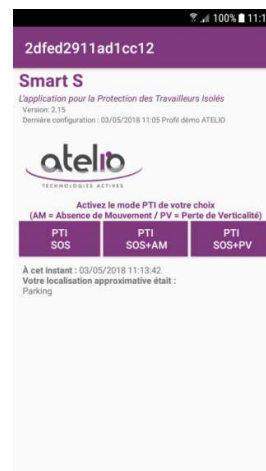 100% 11:1
2dfed2911ad1cc12
Smart S
L'application pour la Protection des Travailleurs Isolés
Version: 2.15
Dernière configuration : 03/05/2018 11:05 Profil démo ATELIO
atelio
TECHNOLOGIES ACTIVES
Activez le mode PTI de votre choix
(AM = Absence de Mouvement / PV = Perte de Verticalité)
PTI SOS
PTI SOS+AM
PTI SOS+PV
À cet instant : 03/05/2018 11:13:42
Votre localisation approximative était :
Parking